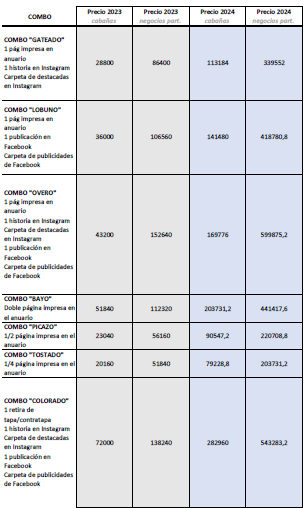 COMBO Precio 2023 Precio 2023 Precio 2024 Precio 2024
cabañas negocios part. cabañas negocios part.
COMBO "GATEADO"
1 pág impresa en
anuario
1 historia en Instagram
Carpeta de destacadas
en Instagram
28800 86400 113184 339552
COMBO "LOBUNO"
1 pág impresa en
anuario
1 publicación en
Facebook
Carpeta de publicidades
de Facebook
36000 106560 141480 418780,8
COMBO "OVERO"
1 pág impresa en
anuario
1 historia en Instagram
Carpeta de destacadas
en Instagram
1 publicación en
Facebook
Carpeta de publicidades
de Facebook
43200 152640 169776 599875,2
COMBO "BAYO"
Doble página impresa en
el anuario
51840 112320 203731,2 441417,6
COMBO "PICAZO"
1/2 página impresa en el
anuario
23040 56160 90547,2 220708,8
COMBO "TOSTADO"
1/4 página impresa en el
anuario
20160 51840 79228,8 203731,2
COMBO "COLORADO"
1 retira de
tapa/contratapa
1 historia en Instagram
Carpeta de destacadas
en Instagram
1 publicación en
Facebook
Carpeta de publicidades
de Facebook
72000 138240 282960 543283,2